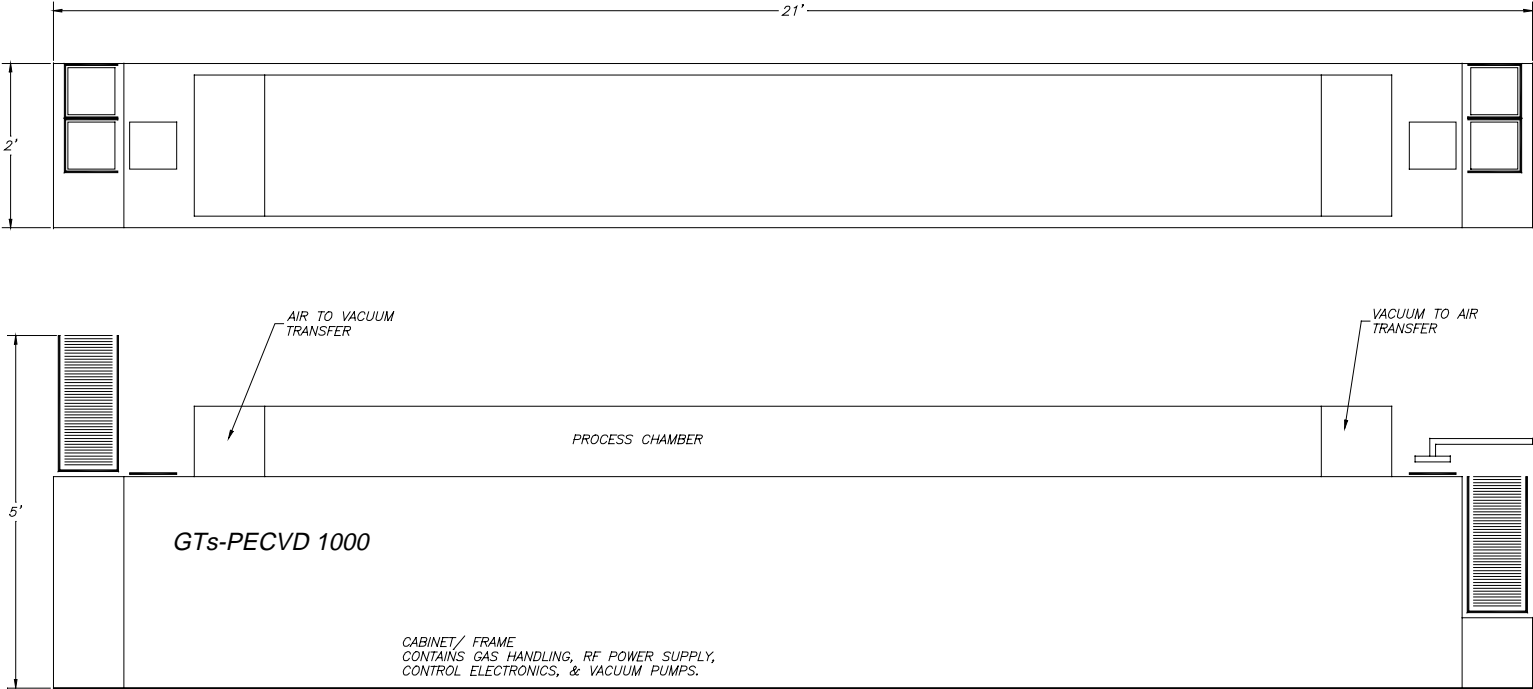 21'
2'
AIR TO VACUUM
TRANSFER
VACUUM TO AIR
TRANSFER
PROCESS CHAMBER
5'
GTs-PECVD 1000
CABINET/ FRAME
CONTAINS GAS HANDLING, RF POWER SUPPLY,
CONTROL ELECTRONICS, & VACUUM PUMPS.